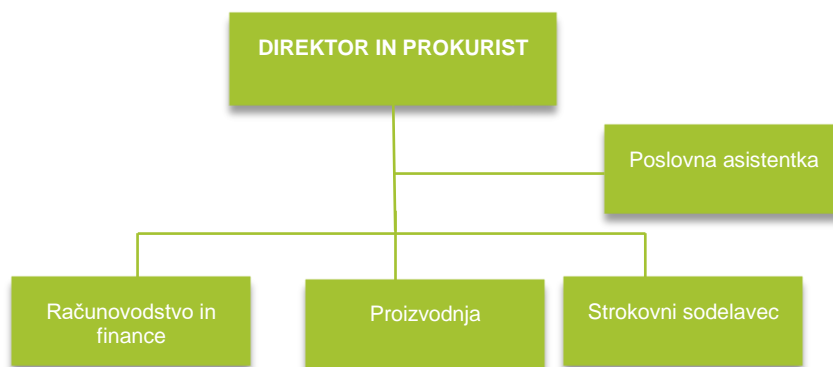 DIREKTOR IN PROKURIST
Poslovna asistentka
Računovodstvo in
finance
Proizvodnja
Strokovni sodelavec